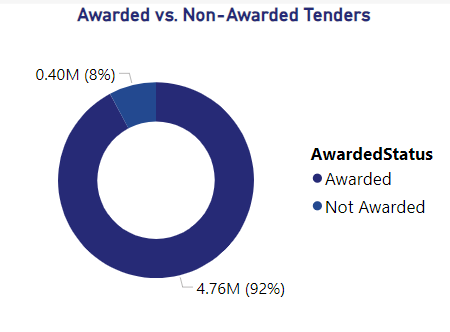 Awarded vs. Non-Awarded Tenders
0.40M (8%)
AwardedStatus
Awarded
Not Awarded
4.76M (92%)